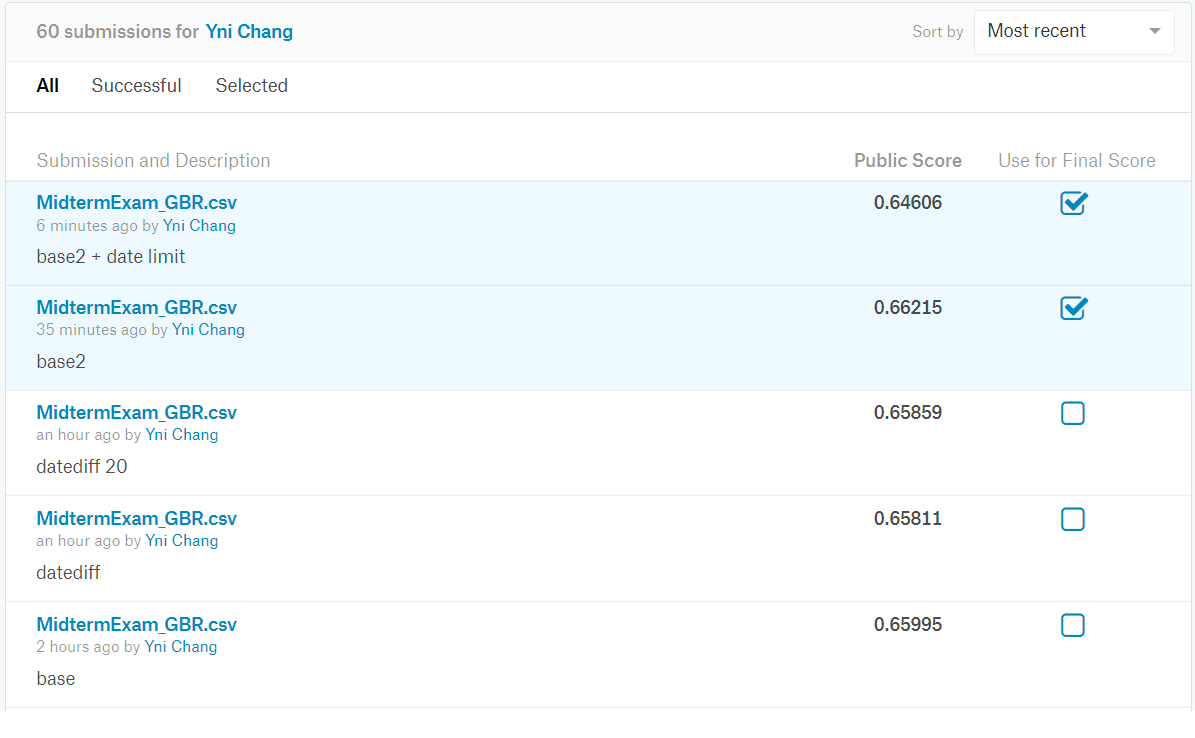 60 submissions for Yni Chang Sort by Most recent
All Successful Selected
Submission and Description Public Score Use for Final Score
MidtermExam_GBR.csv 0.64606
6 minutes ago by Yni Chang
base2 + date limit
MidtermExam_GBR.csv 0.66215
35 minutes ago by Yni Chang
base2
MidtermExam_GBR.csv 0.65859
an hour ago by Yni Chang
datediff 20
MidtermExam_GBR.csv 0.65811
an hour ago by Yni Chang
datediff
MidtermExam_GBR.csv 0.65995
2 hours ago by Yni Chang
base